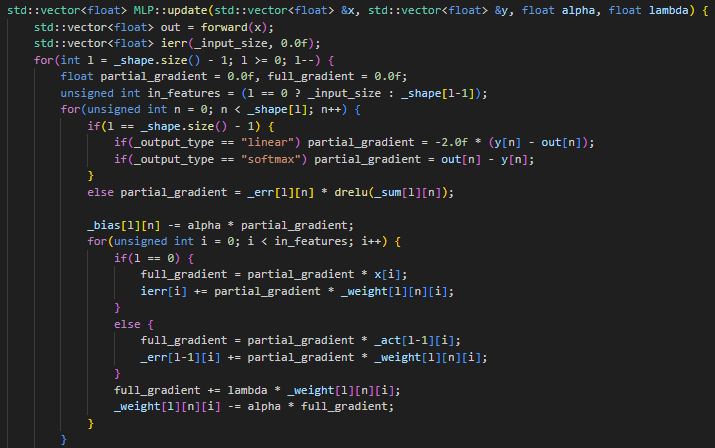 std::vector<float> MLP::update(std::vector<float> &x, std::vector<float> &y, float alpha, float lambda) {
    std::vector<float> out = forward(x);
    std::vector<float> ierr(_input_size, 0.0f);
    for(int l = _shape.size() - 1; l >= 0; l--) {
        float partial_gradient = 0.0f, full_gradient = 0.0f;
        unsigned int in_features = (l == 0 ? _input_size : _shape[l-1]);
        for(unsigned int n = 0; n < _shape[l]; n++) {
            if(l == _shape.size() - 1) {
                if(_output_type == "linear") partial_gradient = -2.0f * (y[n] - out[n]);
                if(_output_type == "softmax") partial_gradient = out[n] - y[n];
            }
            else partial_gradient = _err[l][n] * drelu(_sum[l][n]);

            _bias[l][n] -= alpha * partial_gradient;
            for(unsigned int i = 0; i < in_features; i++) {
                if(l == 0) {
                    full_gradient = partial_gradient * x[i];
                    ierr[i] += partial_gradient * _weight[l][n][i];
                }
                else {
                    full_gradient = partial_gradient * _act[l-1][i];
                    _err[l-1][i] += partial_gradient * _weight[l][n][i];
                }
                full_gradient += lambda * _weight[l][n][i];
                _weight[l][n][i] -= alpha * full_gradient;
            }
        }